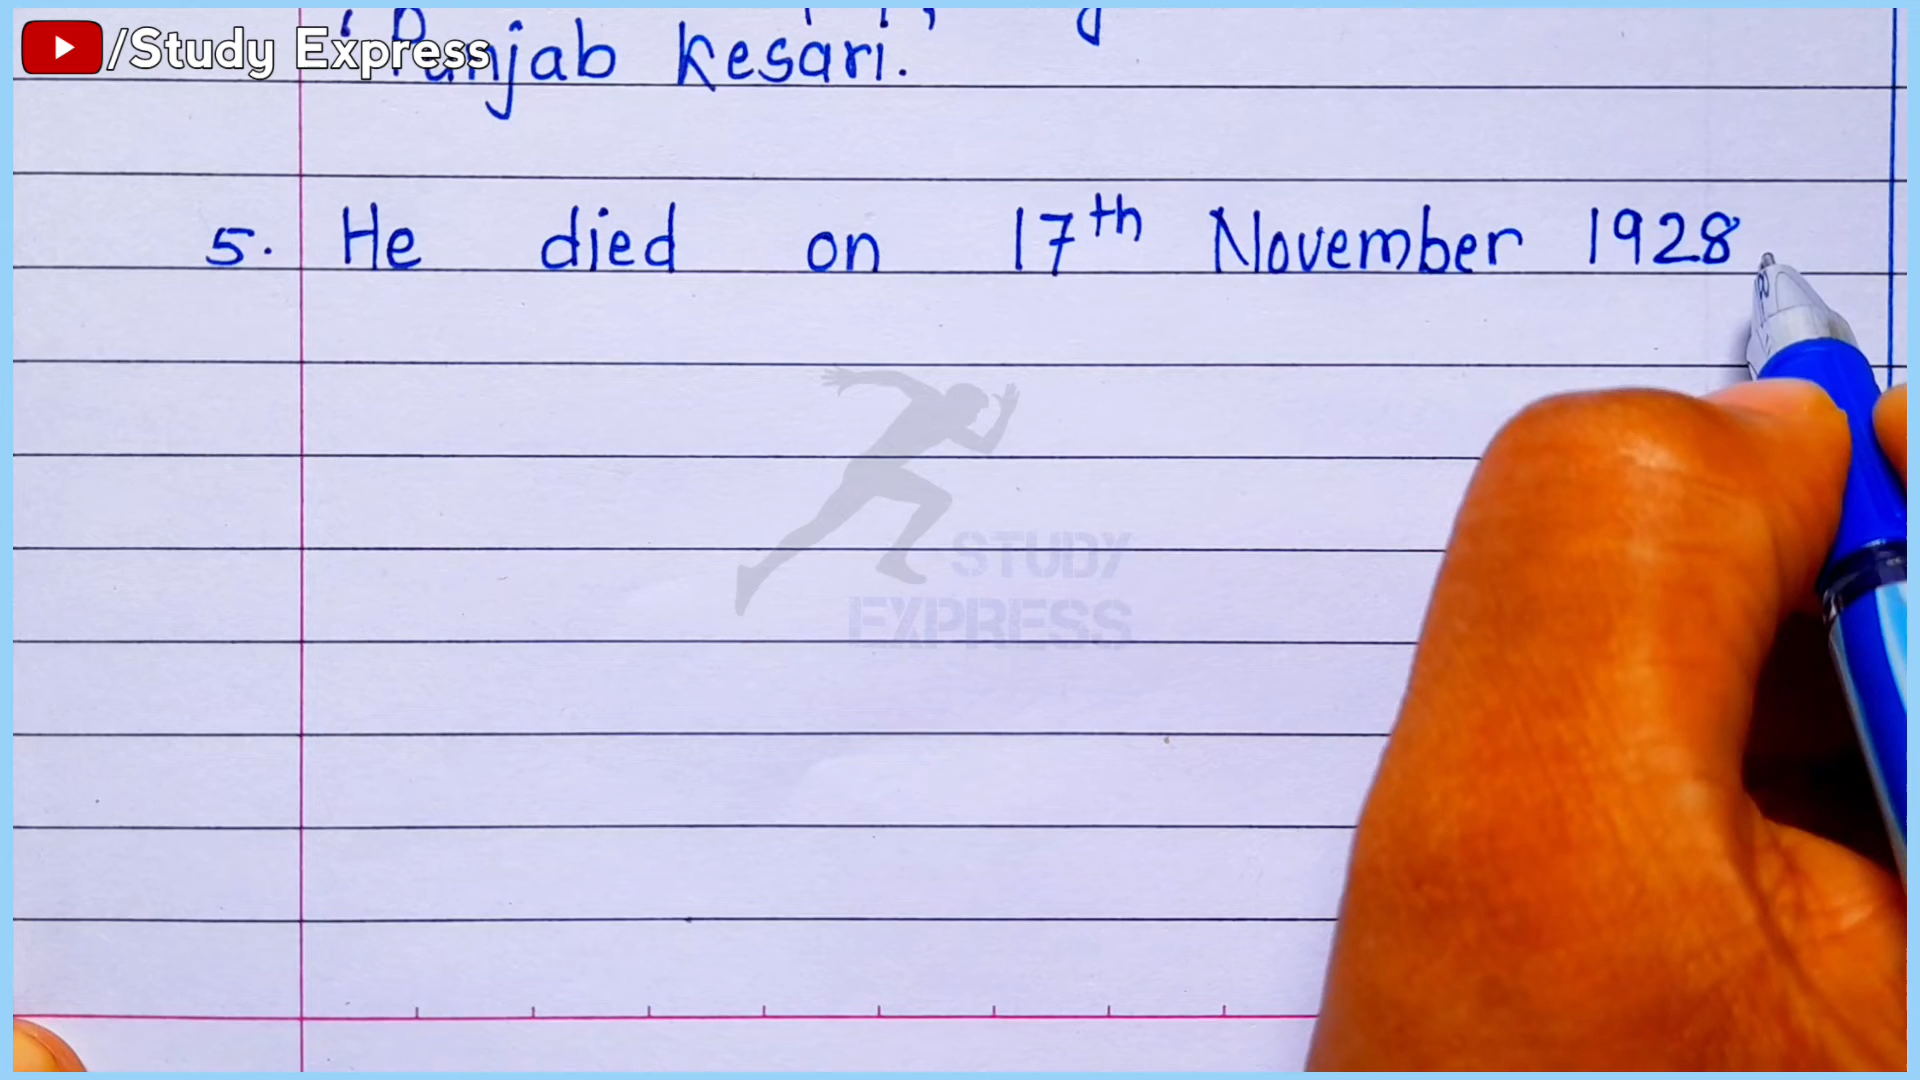 /Study Express
Punjab Kesari.'
5. He died on 17th November 1928.
STUDY
EXPRESS